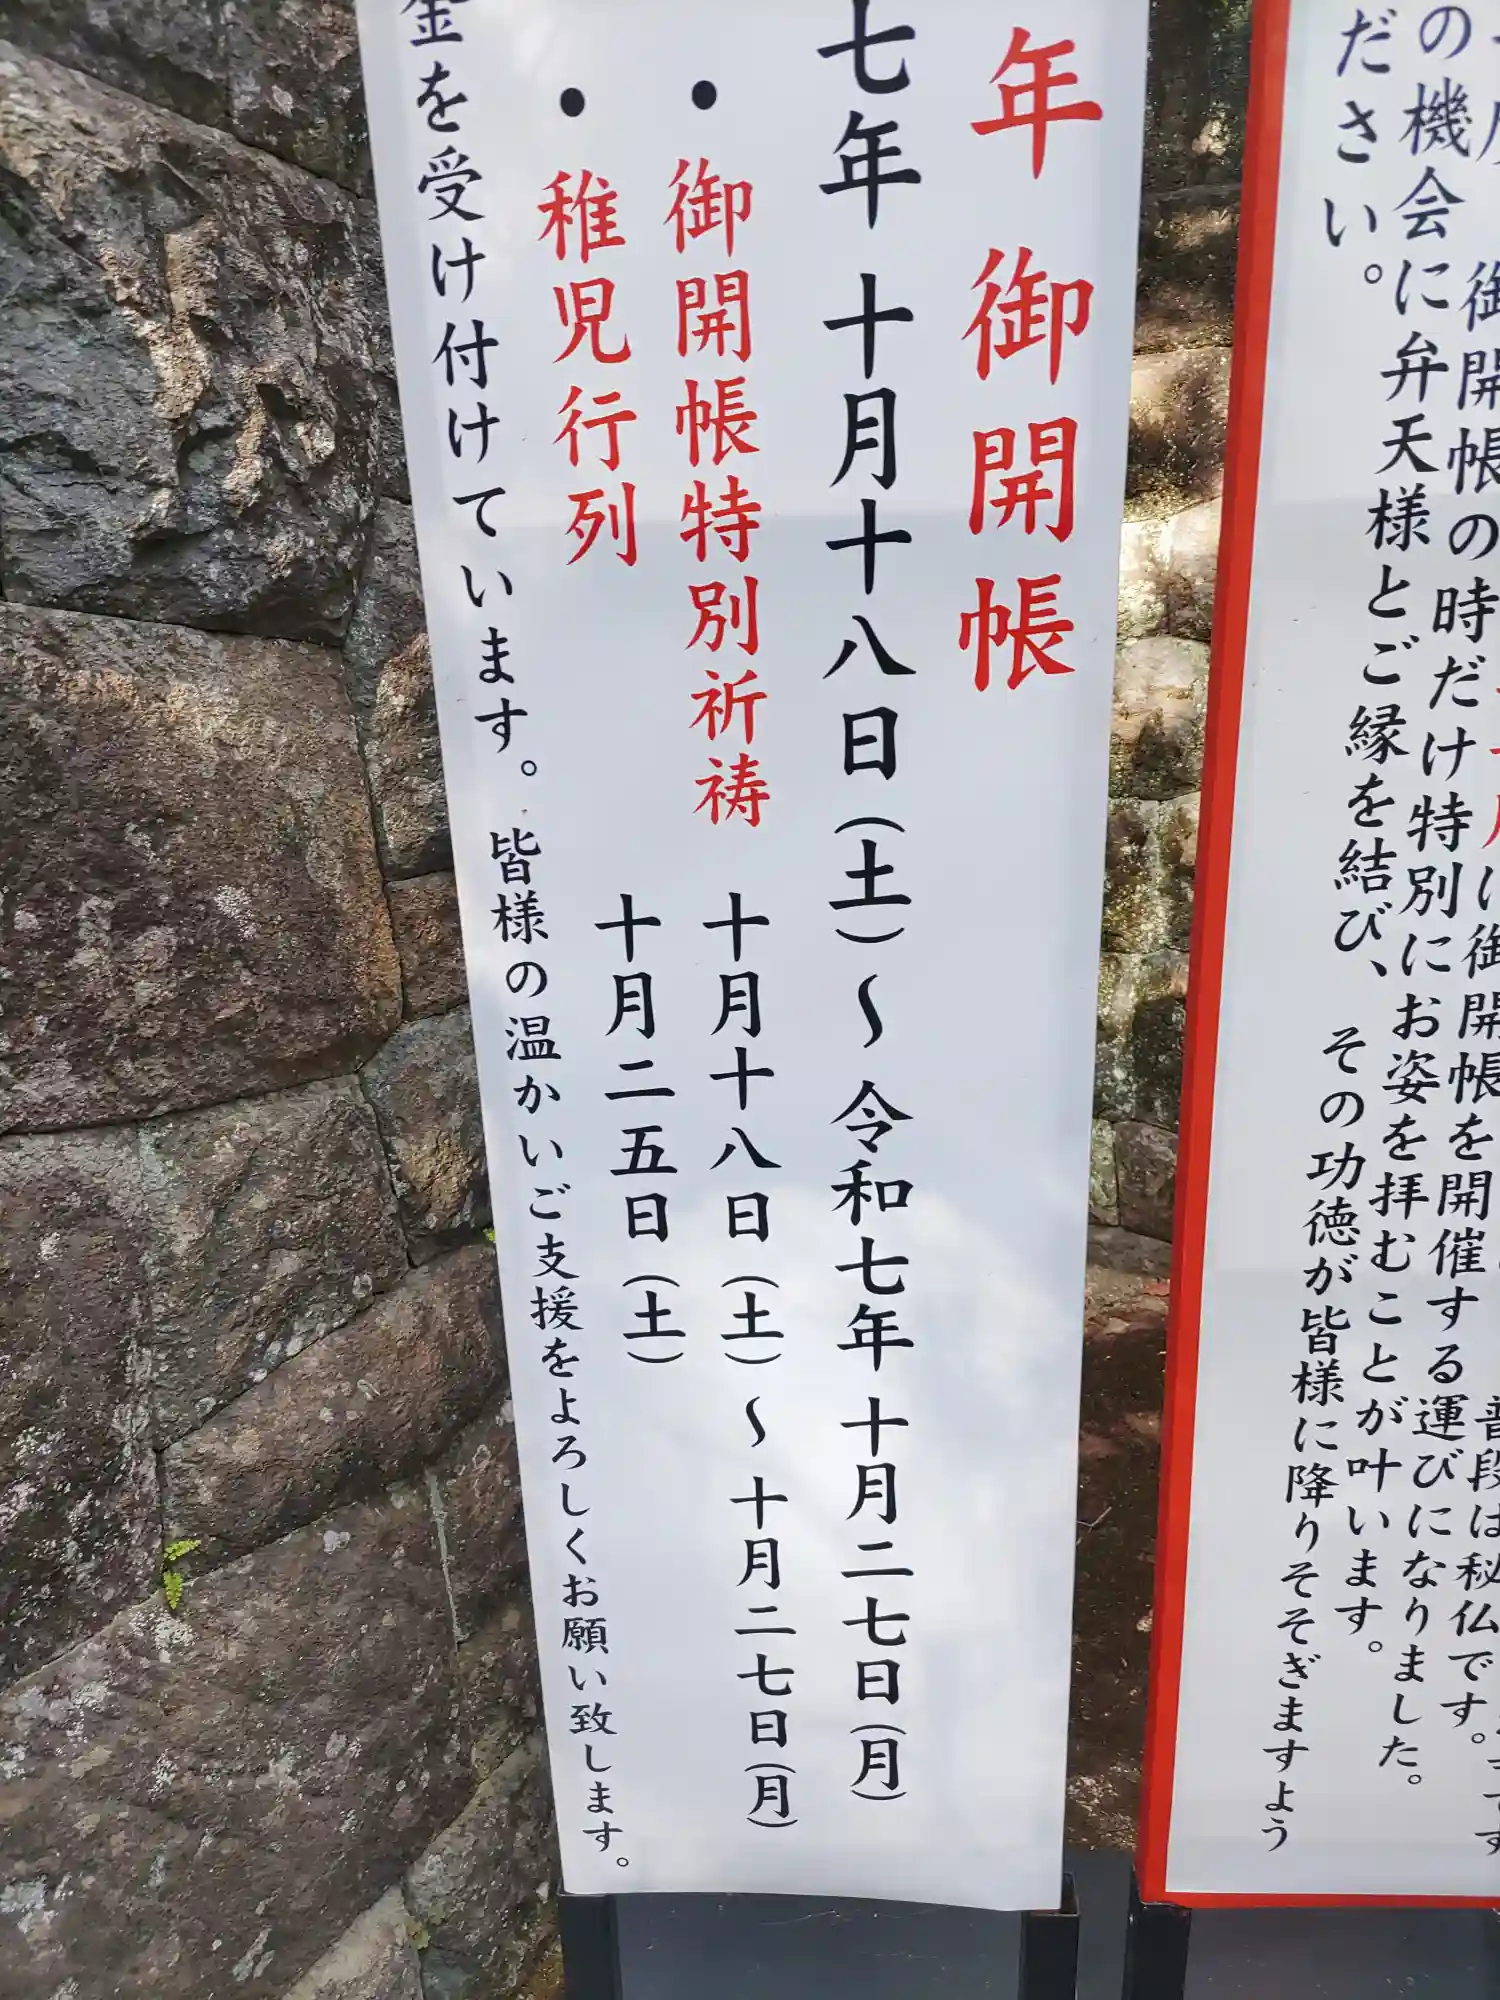 普段は秘仏です。
月に御開帳を開催する運びになりました。
御開帳の時だけ特別にお姿を拝むことが叶います。
の機会に弁天様とご縁を結び、その功徳が皆様に降りそそぎますよう
ださい。
年 御開帳
七年 十月十八日(土)〜 令和七年 十月二七日(月)
・御開帳特別祈祷 十月十八日(土)〜十月二七日(月)
・稚児行列 十月二五日(土)
金を受け付けています。皆様の温かいご支援をよろしくお願い致します。